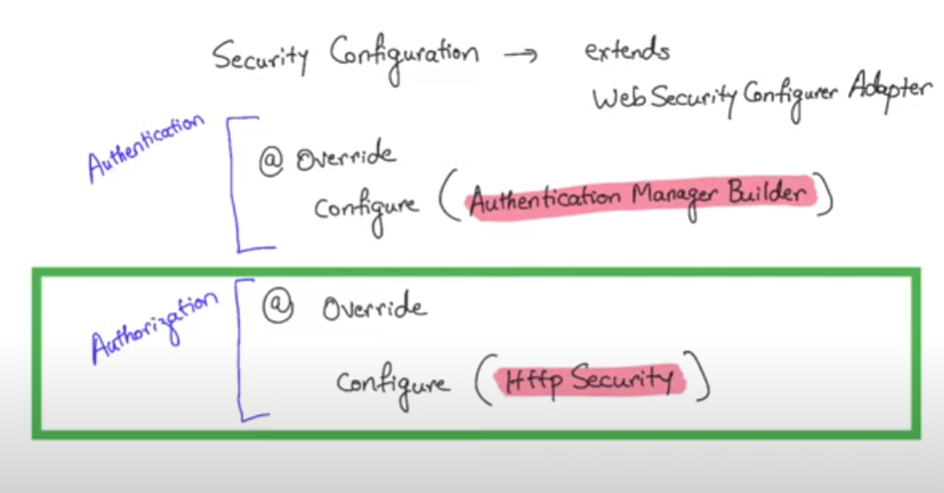 Security Configuration → extends
Web Security Configurer Adapter
Authentication
@ Override
Configure (Authentication Manager Builder)
Authorization
@ Override
Configure (Http Security)